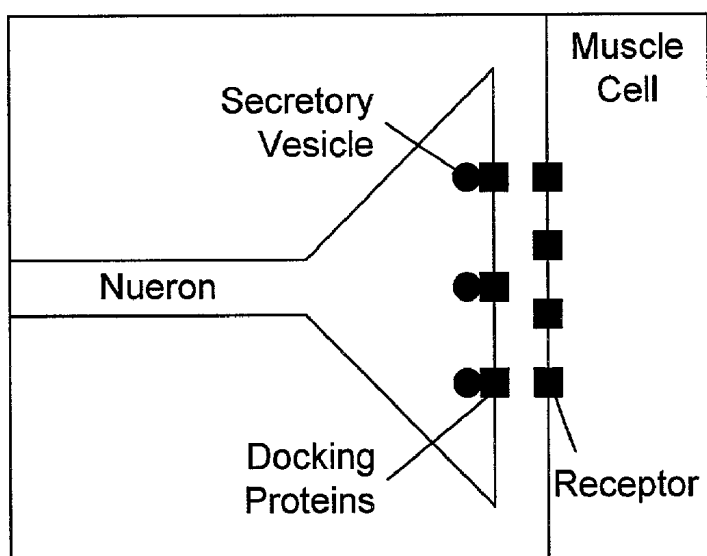 Muscle
Cell
Secretory
Vesicle
Nueron
Docking
Proteins
Receptor